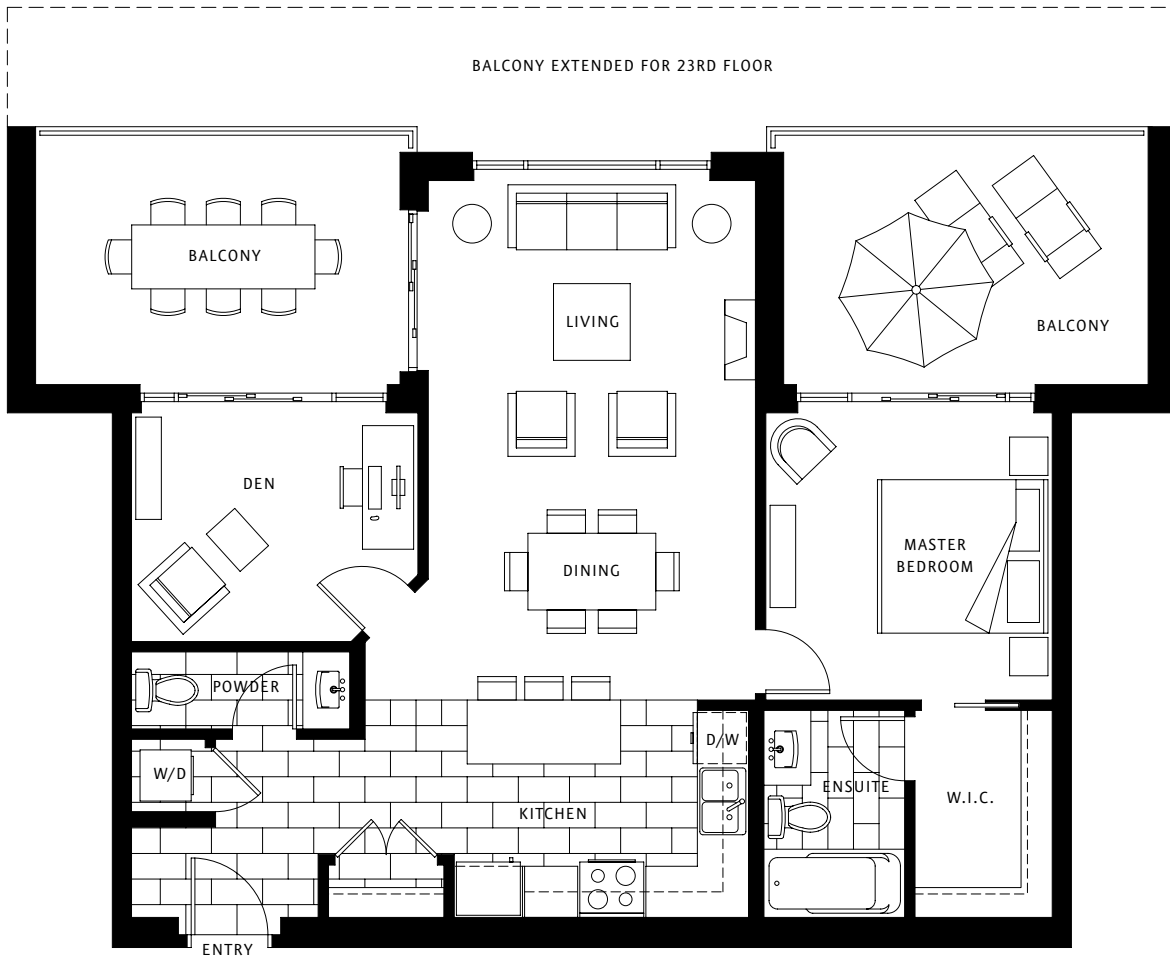 BALCONY EXTENDED FOR 23RD FLOOR
BALCONY
LIVING
BALCONY
DEN
MASTER
BEDROOM
DINING
POWDER
D/W
W/D
ENSUITE
W.I.C.
KITCHEN
ENTRY